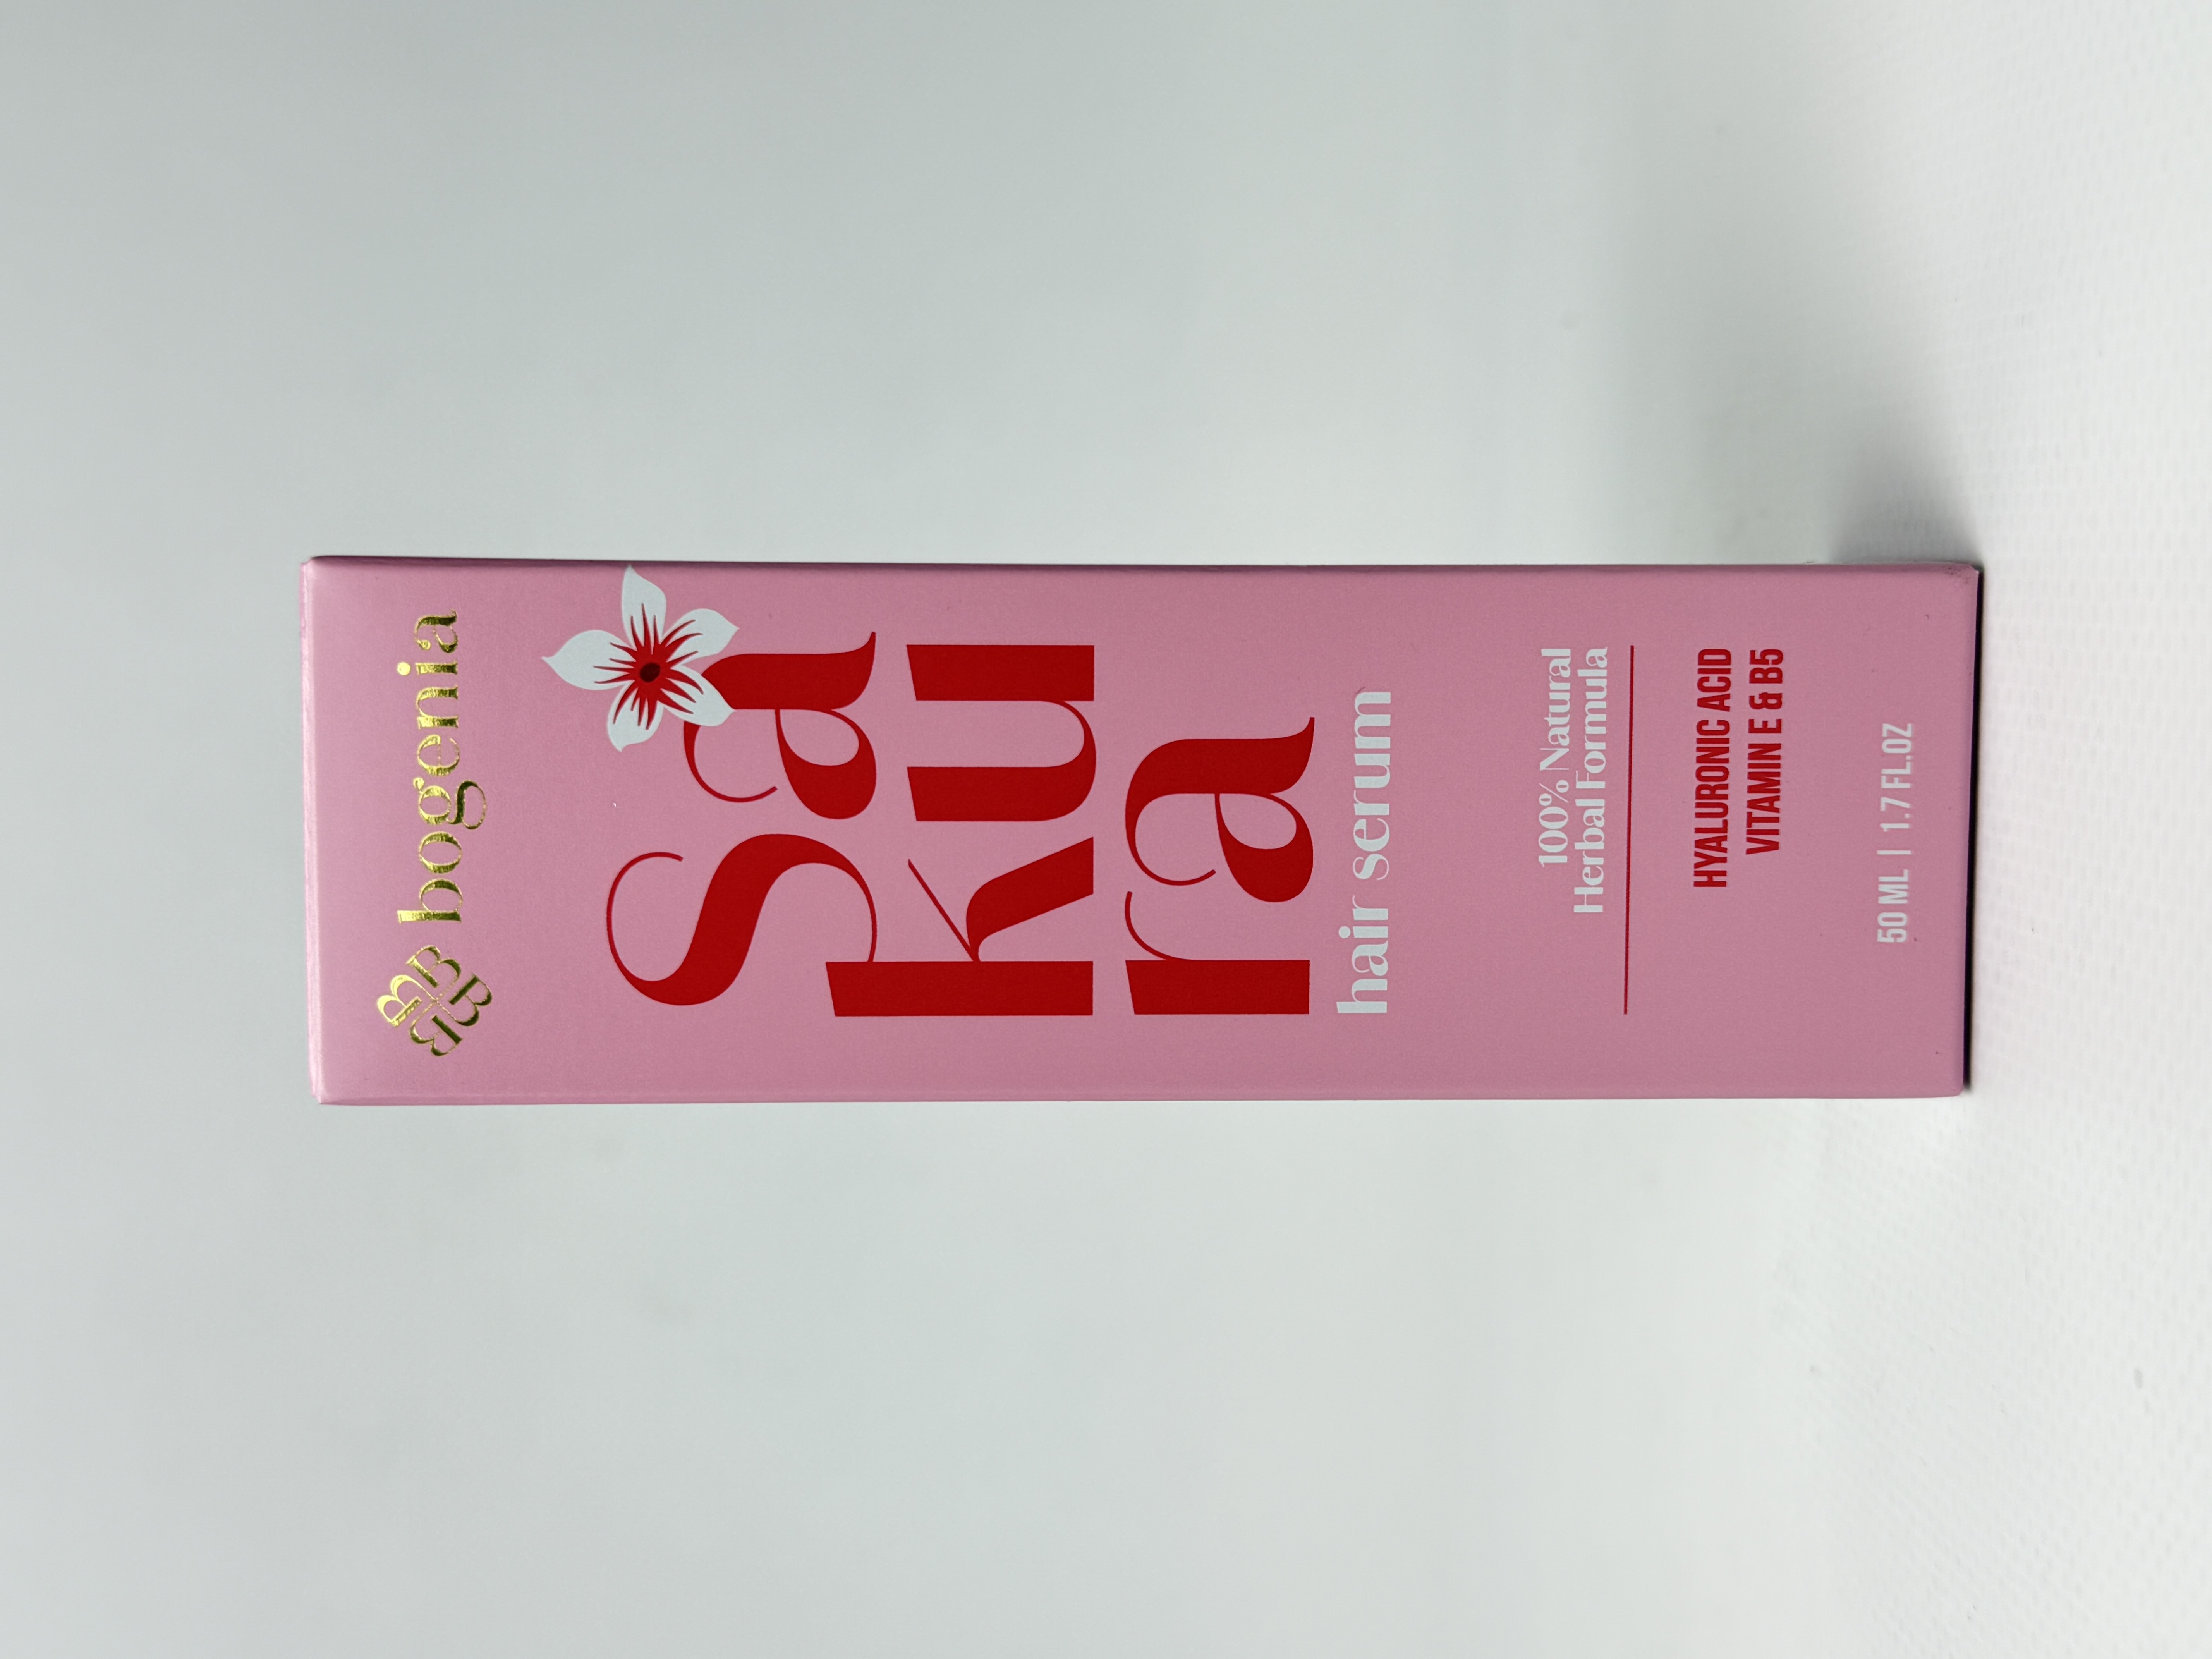 bogenia
Sa
ku
ra
hair serum
100% Natural
Herbal Formula
HYALURONIC ACID
VITAMIN E & B5
50 ML | 1.7 FL.OZ